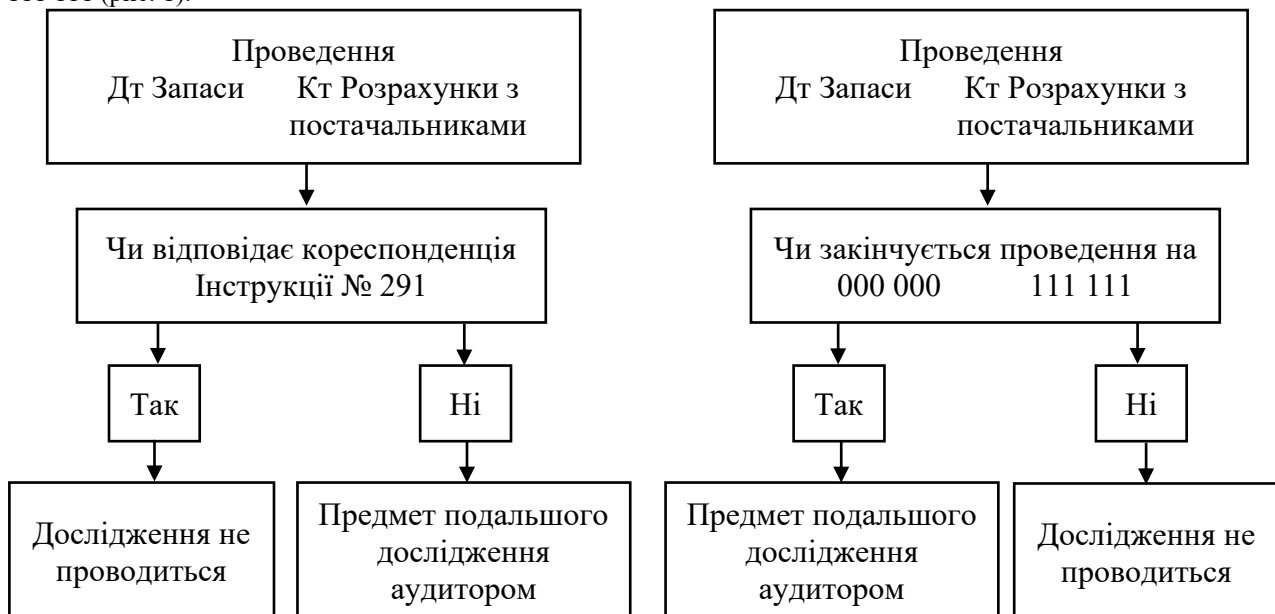 Проведення
Дт Запаси Кт Розрахунки з
постачальниками
Проведення
Дт Запаси Кт Розрахунки з
постачальниками
Чи відповідає кореспонденція
Інструкції № 291
Чи закінчується проведення на
000 000 111 111
Так
Ні
Так
Ні
Дослідження не
проводиться
Предмет подальшого
дослідження
аудитором
Предмет подальшого
дослідження
аудитором
Дослідження не
проводиться